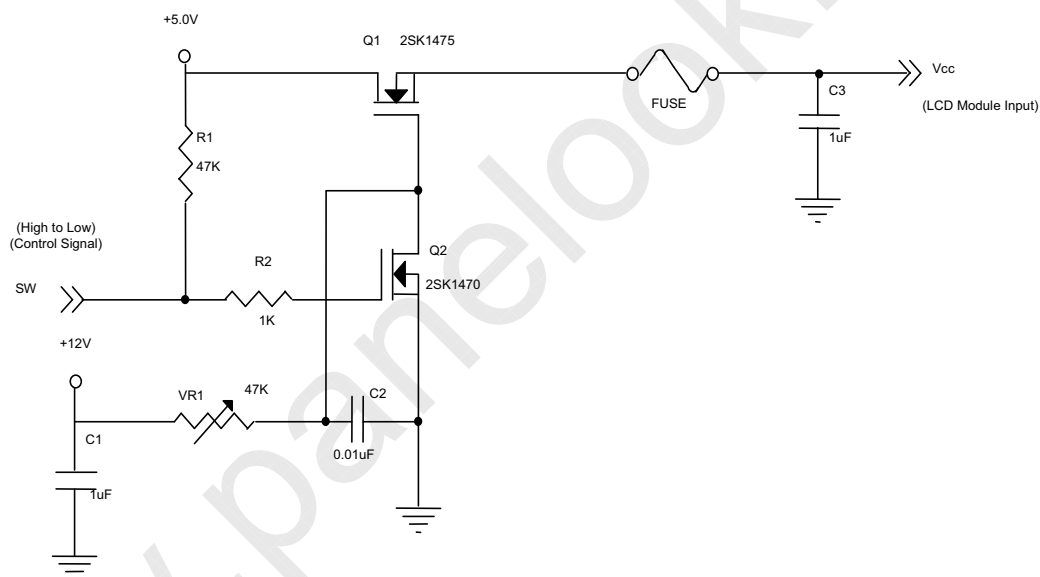 +5.0V
Q1 2SK1475
Vcc
FUSE
C3
(LCD Module Input)
R1
1uF
47K
(High to Low)
(Control Signal)
Q2
R2
2SK1470
SW
1K
+12V
VR1 47K
C2
C1
0.01uF
1uF
.panelook